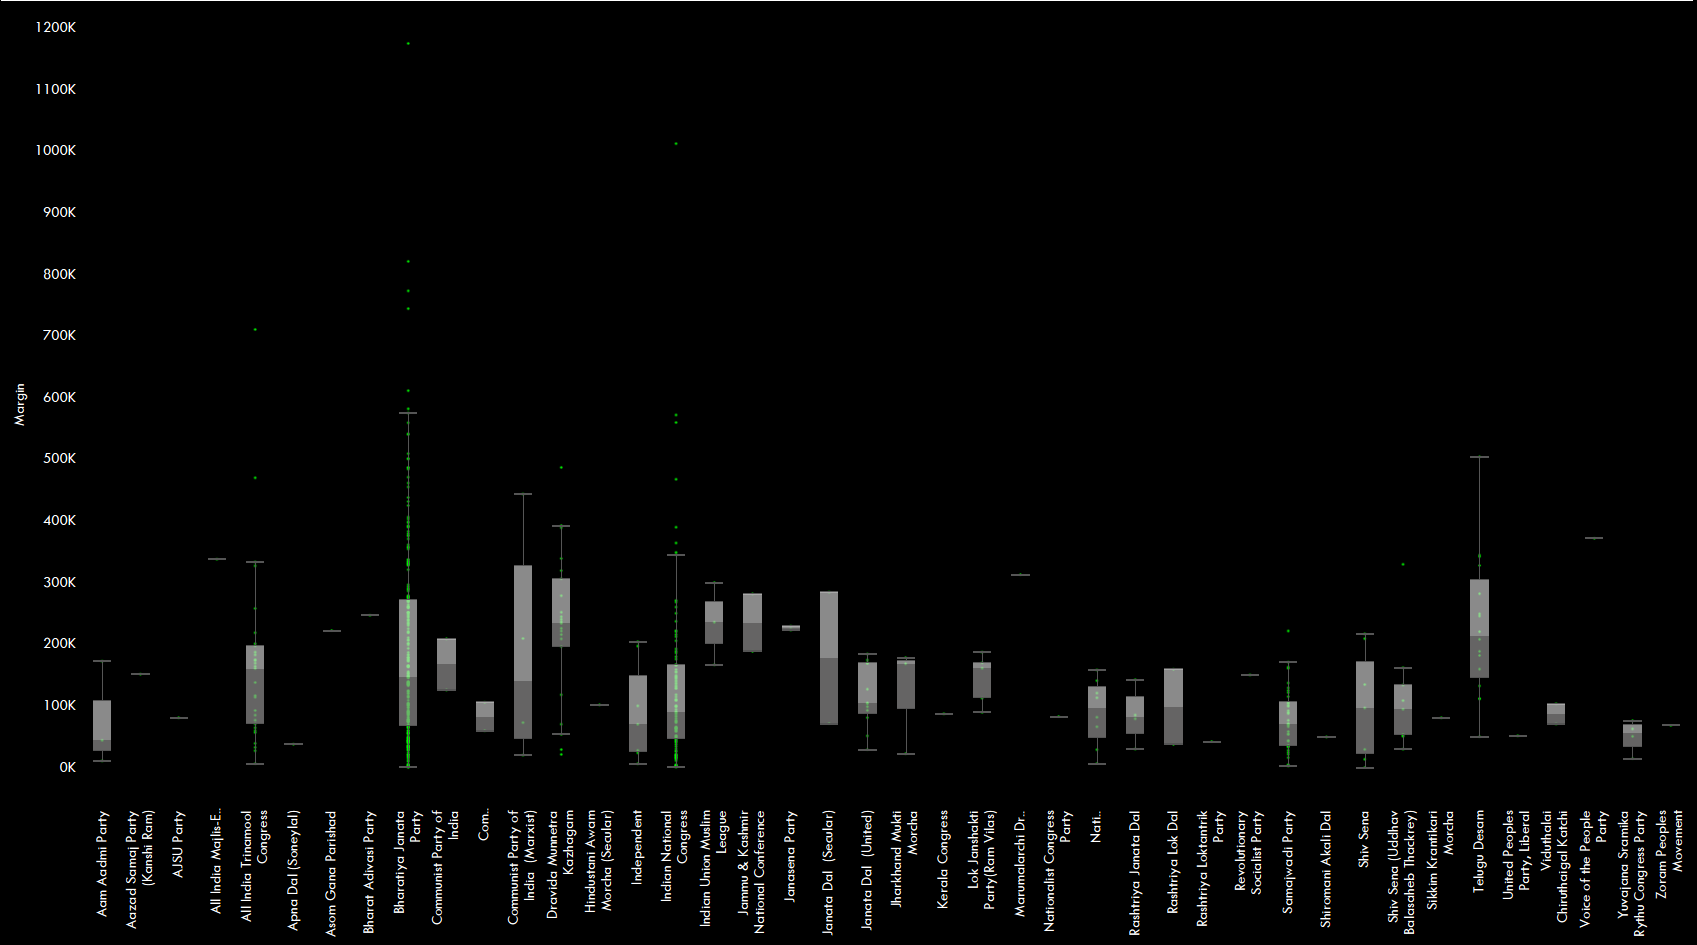 1200K
1100K
1000K
900K
800K
700K
600K
500K
400K
300K
200K
100K
0K
Margin
Aam Aadmi Party
Aazad Samaj Party
(Kanshi Ram)
AJSU Party
All India Majlis-E..
All India Trinamool
Congress
Apna Dal (Soneylal)
Asom Gana Parishad
Bharat Adivasi Party
Bharatiya Janata
Party
Communist Party of
India
Com..
Communist Party of
India (Marxist)
Dravida Munnetra
Kazhagam
Hindustani Awam
Morcha (Secular)
Independent
Indian National
Congress
Indian Union Muslim
League
Jammu & Kashmir
National Conference
Janasena Party
Janata Dal (Secular)
Janata Dal (United)
Jharkhand Mukti
Morcha
Kerala Congress
Lok Janshakti
Party(Ram Vilas)
Marumalarchi Dr..
Nationalist Congress
Party
Nati..
Rashtriya Janata Dal
Rashtriya Lok Dal
Rashtriya Loktantrik
Party
Revolutionary
Socialist Party
Samajwadi Party
Shiromani Akali Dal
Shiv Sena
Shiv Sena (Uddhav
Balasaheb Thackrey)
Sikkim Krantikari
Morcha
Telugu Desam
United Peoples
Party, Liberal
Viduthalai
Chiruthaigal Katchi
Voice of the People
Party
Yuvajana Sramika
Rythu Congress Party
Zoram Peoples
Movement